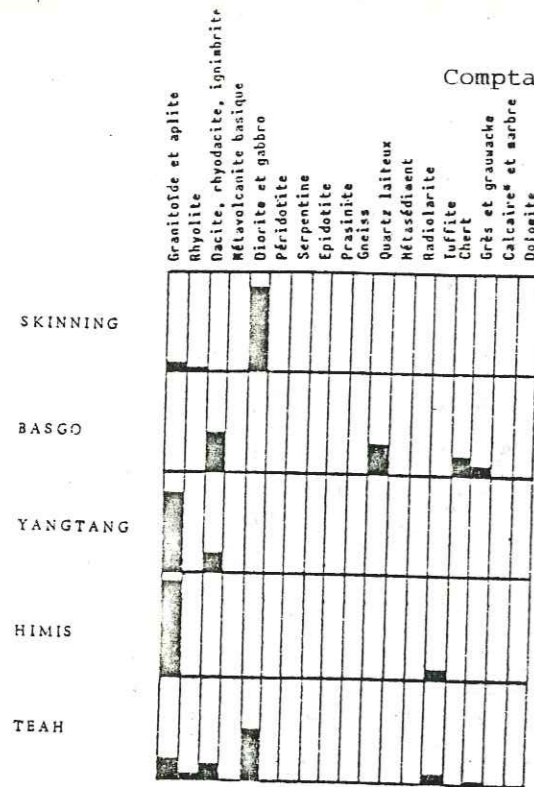 Compta
Granitoïde et aplite
Rhyolite
Dacite, rhyodacite, ignimbrite
Métavolcanite basique
Diorite et gabbro
Péridotite
Serpentine
Epidotite
Prasinite
Gneiss
Quartz laiteux
Métasédiment
Radiolarite
Tuffite
Chert
Grès et grauwacke
Calcaire* et marbre
Dolomite
SKINNING
BASGO
YANGTANG
HIMIS
TEAH